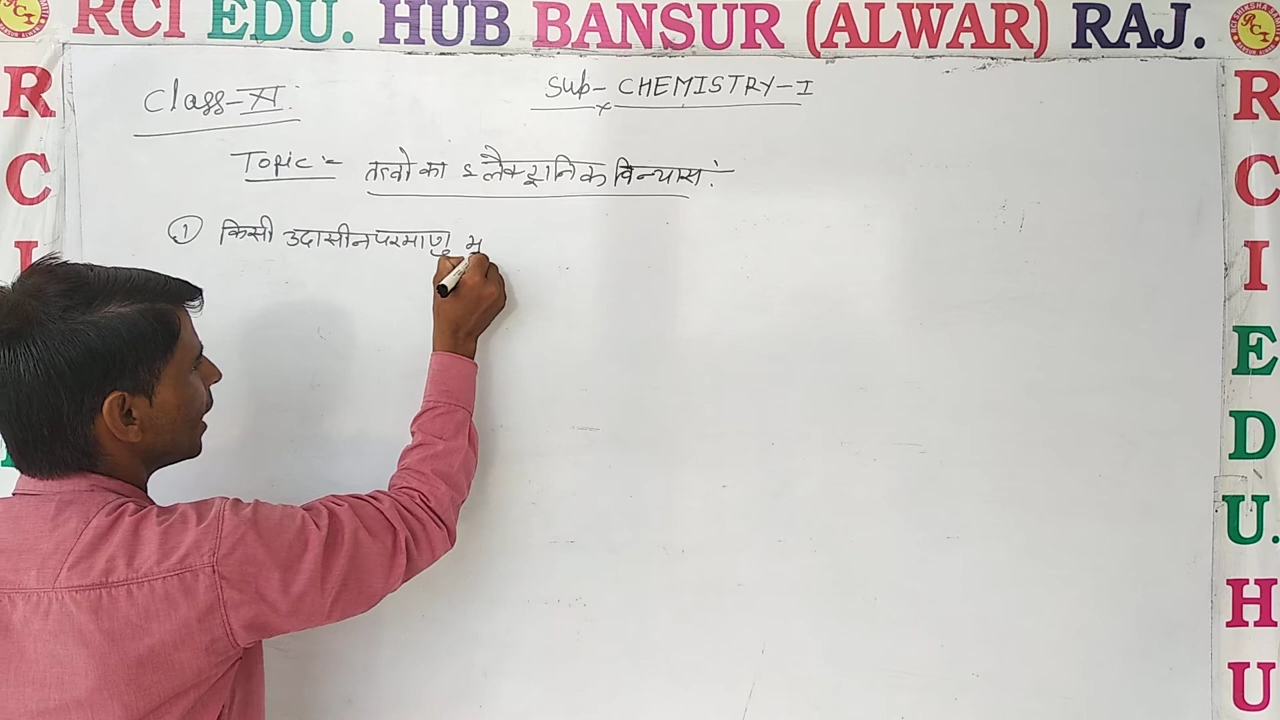 RCI EDU. HUB BANSUR (ALWAR) RAJ.
Class-XI
Sub- CHEMISTRY-I
Topic:- तत्वो का इलैक्ट्रानिक विन्यास:
① किसी उदासीन परमाणु म
R
C
I
R
C
I
E
D
U.
H
U